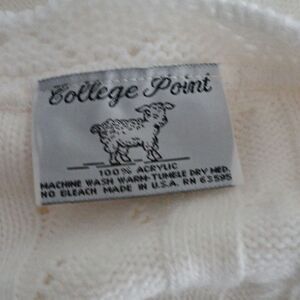 College Point
100% ACRYLIC
MACHINE WASH WARM-TUMBLE DRY MED.
NO BLEACH MADE IN U.S.A. RN 63595